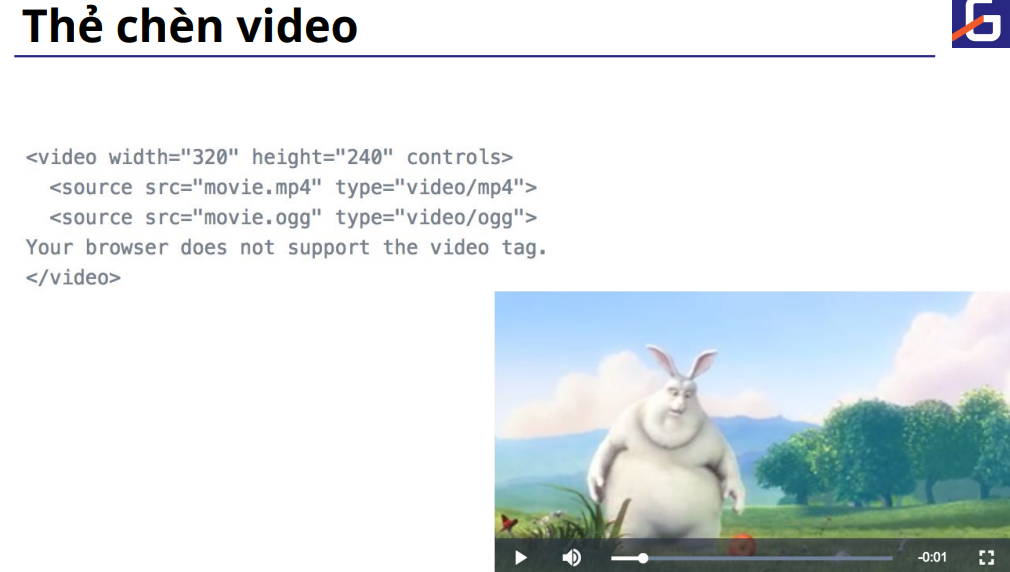 Thẻ chèn video
G
<video width="320" height="240" controls>
<source src="movie.mp4" type="video/mp4">
<source src="movie.ogg" type="video/ogg">
Your browser does not support the video tag.
</video>
-0:01